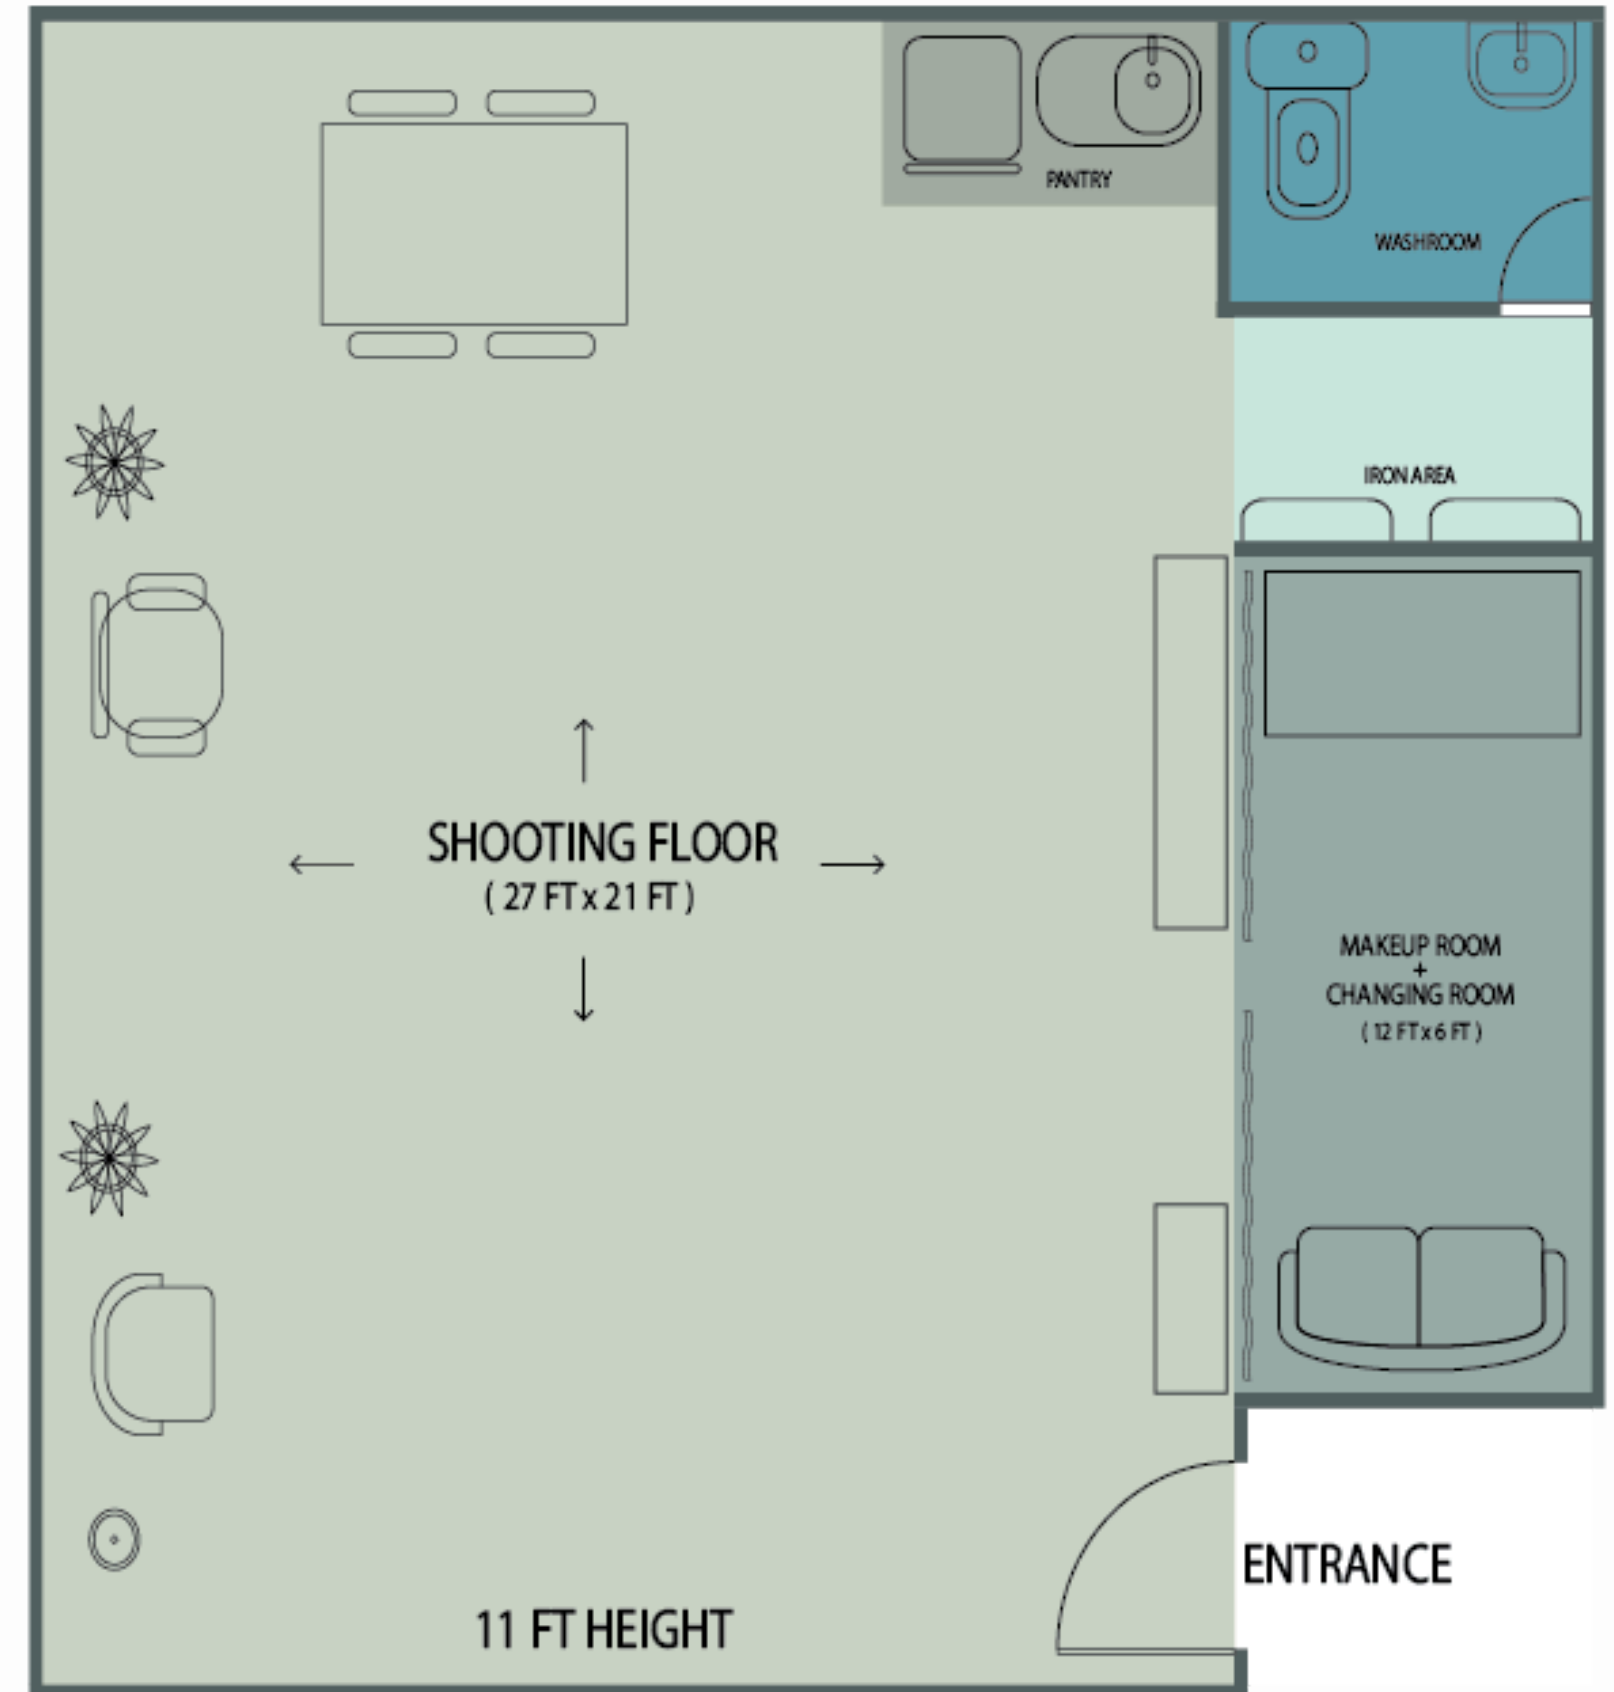 PANTRY
WASHROOM
IRON AREA
SHOOTING FLOOR
( 27 FT x 21 FT )
MAKEUP ROOM
+
CHANGING ROOM
( 12 FT x 6 FT )
ENTRANCE
11 FT HEIGHT